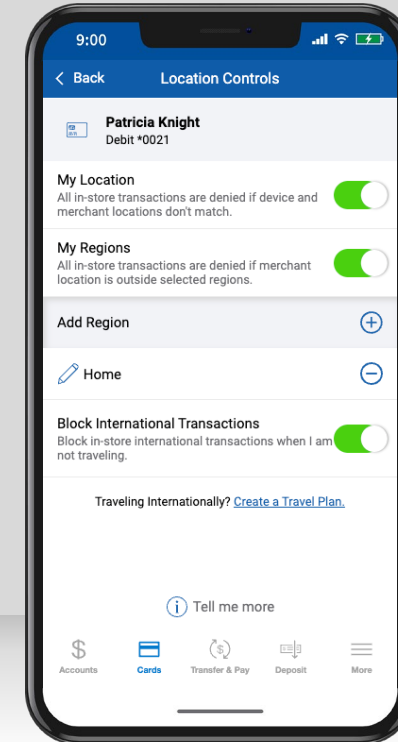 9:00
Back
Location Controls
Patricia Knight
Debit *0021
My Location
All in-store transactions are denied if device and
merchant locations don't match.
My Regions
All in-store transactions are denied if merchant
location is outside selected regions.
Add Region
Home
Block International Transactions
Block in-store international transactions when I am
not traveling.
Traveling Internationally? Create a Travel Plan.
Tell me more
Accounts
Cards
Transfer & Pay
Deposit
More